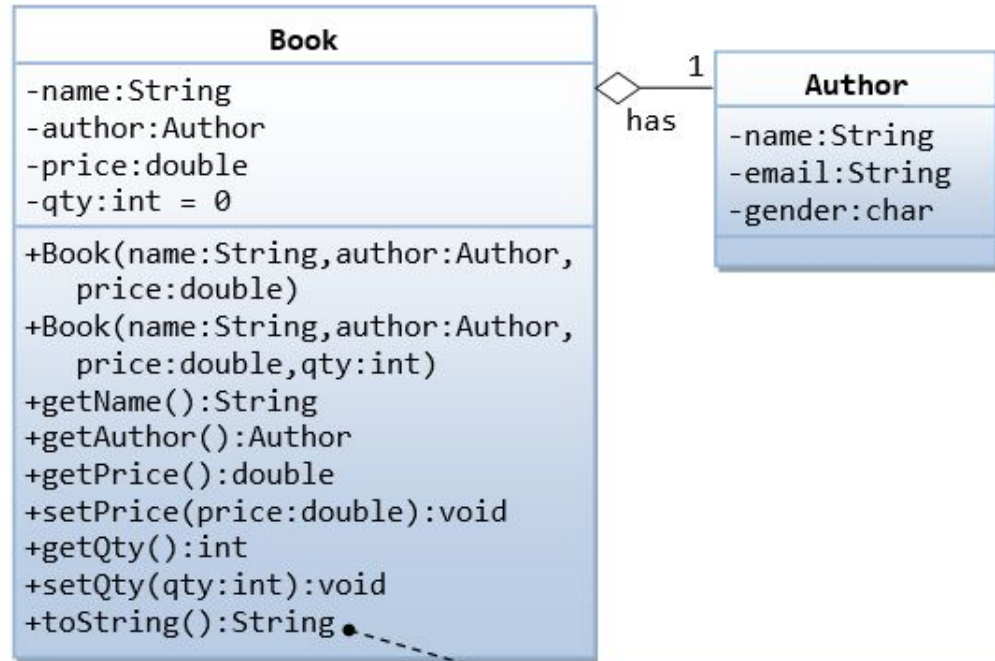 Book
-name:String
-author:Author
-price:double
-qty:int = 0
+Book(name:String,author:Author,
price:double)
+Book(name:String,author:Author,
price:double,qty:int)
+getName():String
+getAuthor():Author
+getPrice():double
+setPrice(price:double):void
+getQty():int
+setQty(qty:int):void
+toString():String
1
has
Author
-name:String
-email:String
-gender:char